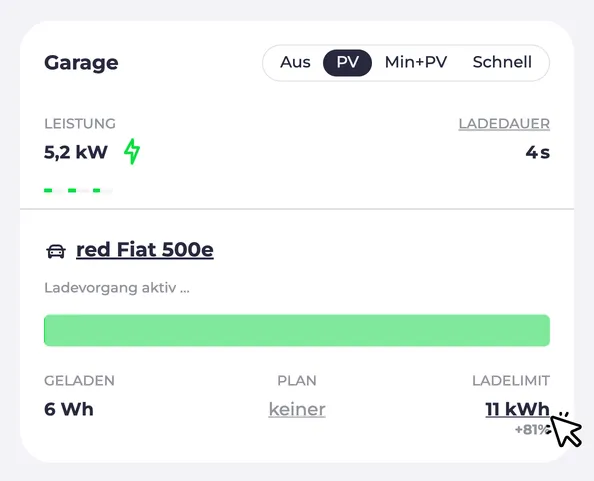 Garage
Aus PV Min+PV Schnell
LEISTUNG LADEDAUER
5,2 kW 4 s
red Fiat 500e
Ladevorgang aktiv ...
GELADEN PLAN LADELIMIT
6 Wh keiner 11 kWh
+81%